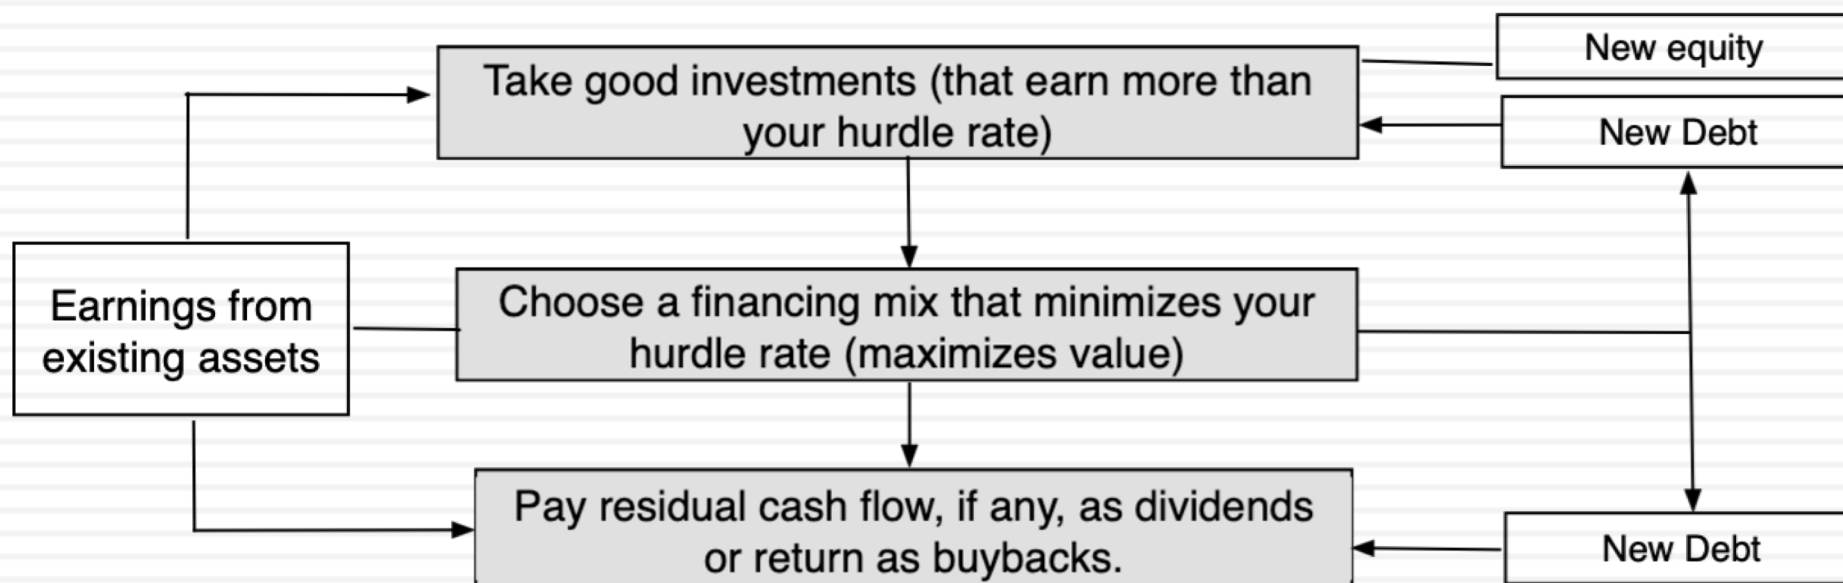 New equity
Take good investments (that earn more than
your hurdle rate)
New Debt
Earnings from
existing assets
Choose a financing mix that minimizes your
hurdle rate (maximizes value)
Pay residual cash flow, if any, as dividends
or return as buybacks.
New Debt